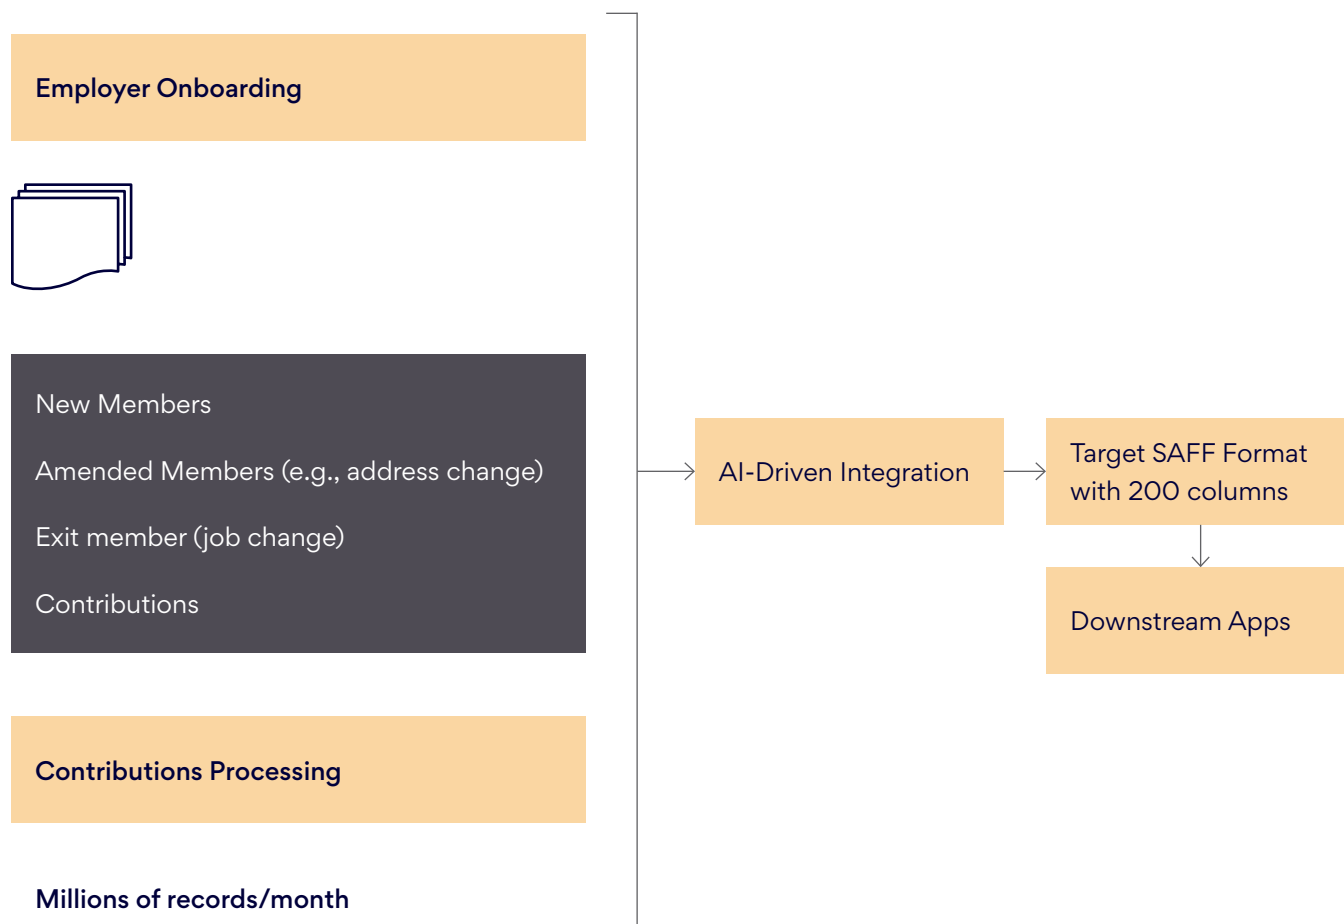 Employer Onboarding
New Members
Amended Members (e.g., address change)
Exit member (job change)
Contributions
Contributions Processing
Millions of records/month
AI-Driven Integration
Target SAFF Format
with 200 columns
Downstream Apps